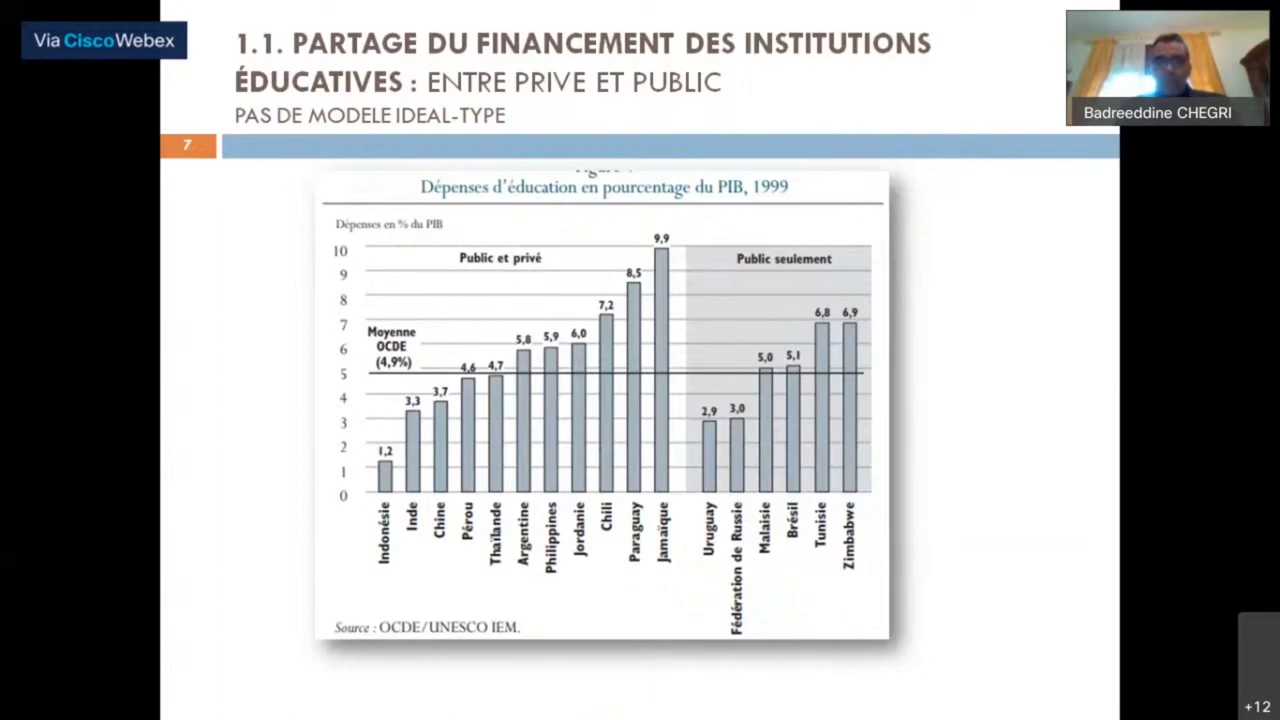 Via CiscoWebex
1.1. PARTAGE DU FINANCEMENT DES INSTITUTIONS
ÉDUCATIVES : ENTRE PRIVE ET PUBLIC
PAS DE MODELE IDEAL-TYPE
Badreeddine CHEGRI
7
Dépenses d'éducation en pourcentage du PIB, 1999
Dépenses en % du PIB
10
9
8
7
6
5
4
3
2
1
0
Public et privé
Public seulement
Moyenne
OCDE
(4,9%)
1,2
3,3
3,7
4,6
4,7
5,8
5,9
6,0
7,2
8,5
9,9
2,9
3,0
5,0
5,1
6,8
6,9
Indonésie
Inde
Chine
Pérou
Thaïlande
Argentine
Philippines
Jordanie
Chili
Paraguay
Jamaïque
Uruguay
Fédération de Russie
Malaisie
Brésil
Tunisie
Zimbabwe
Source : OCDE/UNESCO IEM.
+12